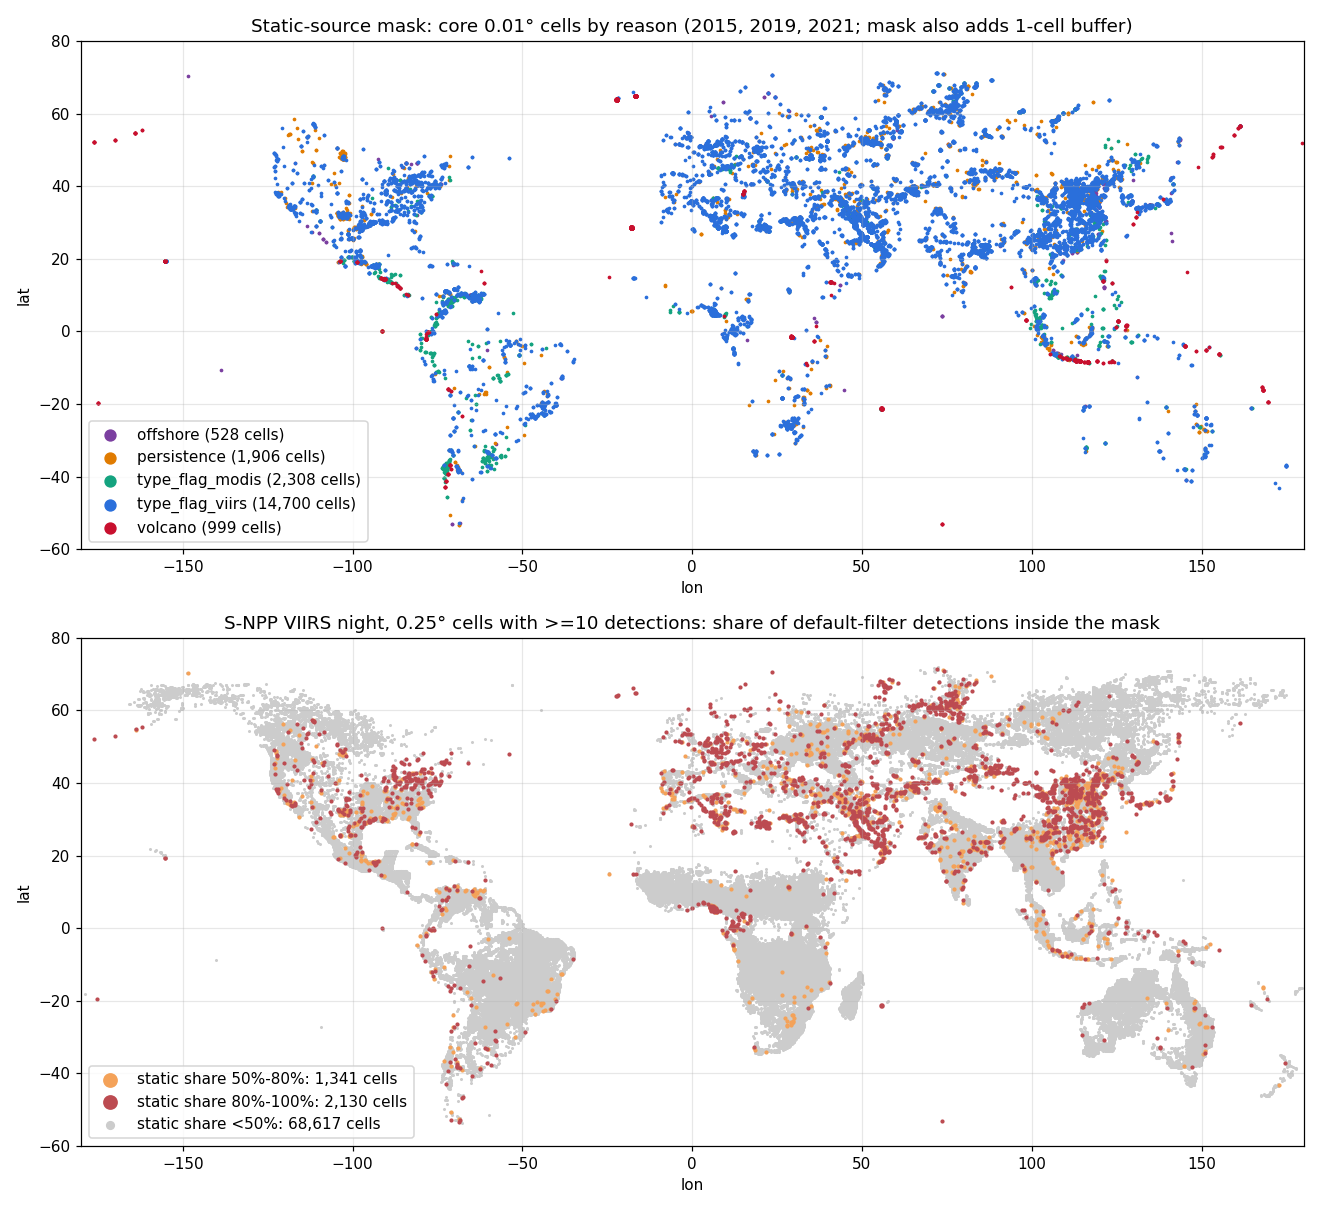 Static-source mask: core 0.01° cells by reason (2015, 2019, 2021; mask also adds 1-cell buffer)
80
60
40
20
0
−20
−40
−60
lat
offshore (528 cells)
persistence (1,906 cells)
type_flag_modis (2,308 cells)
type_flag_viirs (14,700 cells)
volcano (999 cells)
−150
−100
−50
0
50
100
150
lon
S-NPP VIIRS night, 0.25° cells with >=10 detections: share of default-filter detections inside the mask
80
60
40
20
0
−20
−40
−60
lat
static share 50%-80%: 1,341 cells
static share 80%-100%: 2,130 cells
static share <50%: 68,617 cells
−150
−100
−50
0
50
100
150
lon